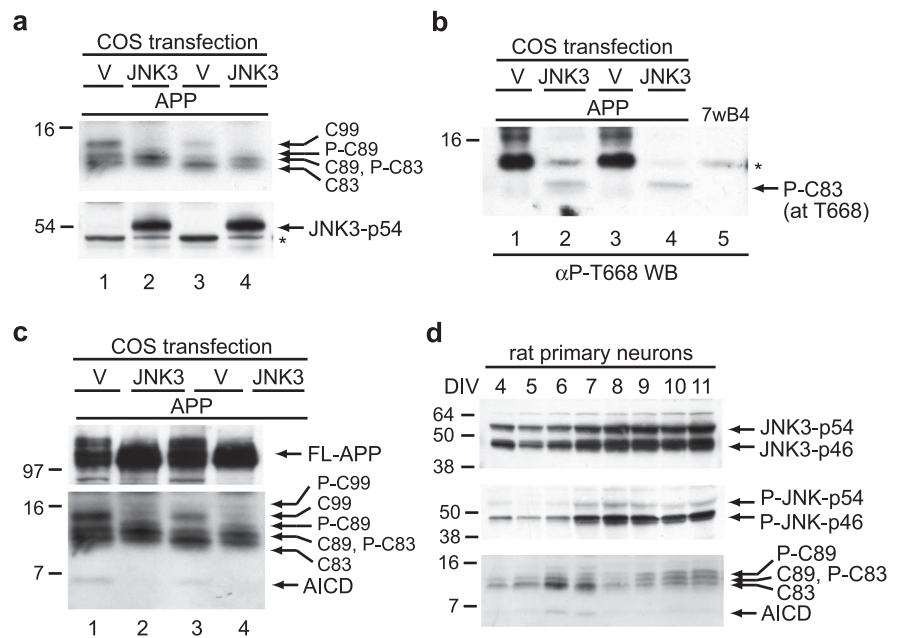 a
COS transfection
V JNK3 V JNK3
APP
16
C99
P-C89
C89, P-C83
C83
54
JNK3-p54
*
1 2 3 4
b
COS transfection
V JNK3 V JNK3
APP 7wB4
16
*
P-C83
(at T668)
1 2 3 4 5
αP-T668 WB
c
COS transfection
V JNK3 V JNK3
APP
FL-APP
97
P-C99
16
C99
P-C89
C89, P-C83
C83
7
AICD
1 2 3 4
d
rat primary neurons
DIV 4 5 6 7 8 9 10 11
64
JNK3-p54
50
JNK3-p46
38
P-JNK-p54
50
P-JNK-p46
38
P-C89
16
C89, P-C83
C83
7
AICD